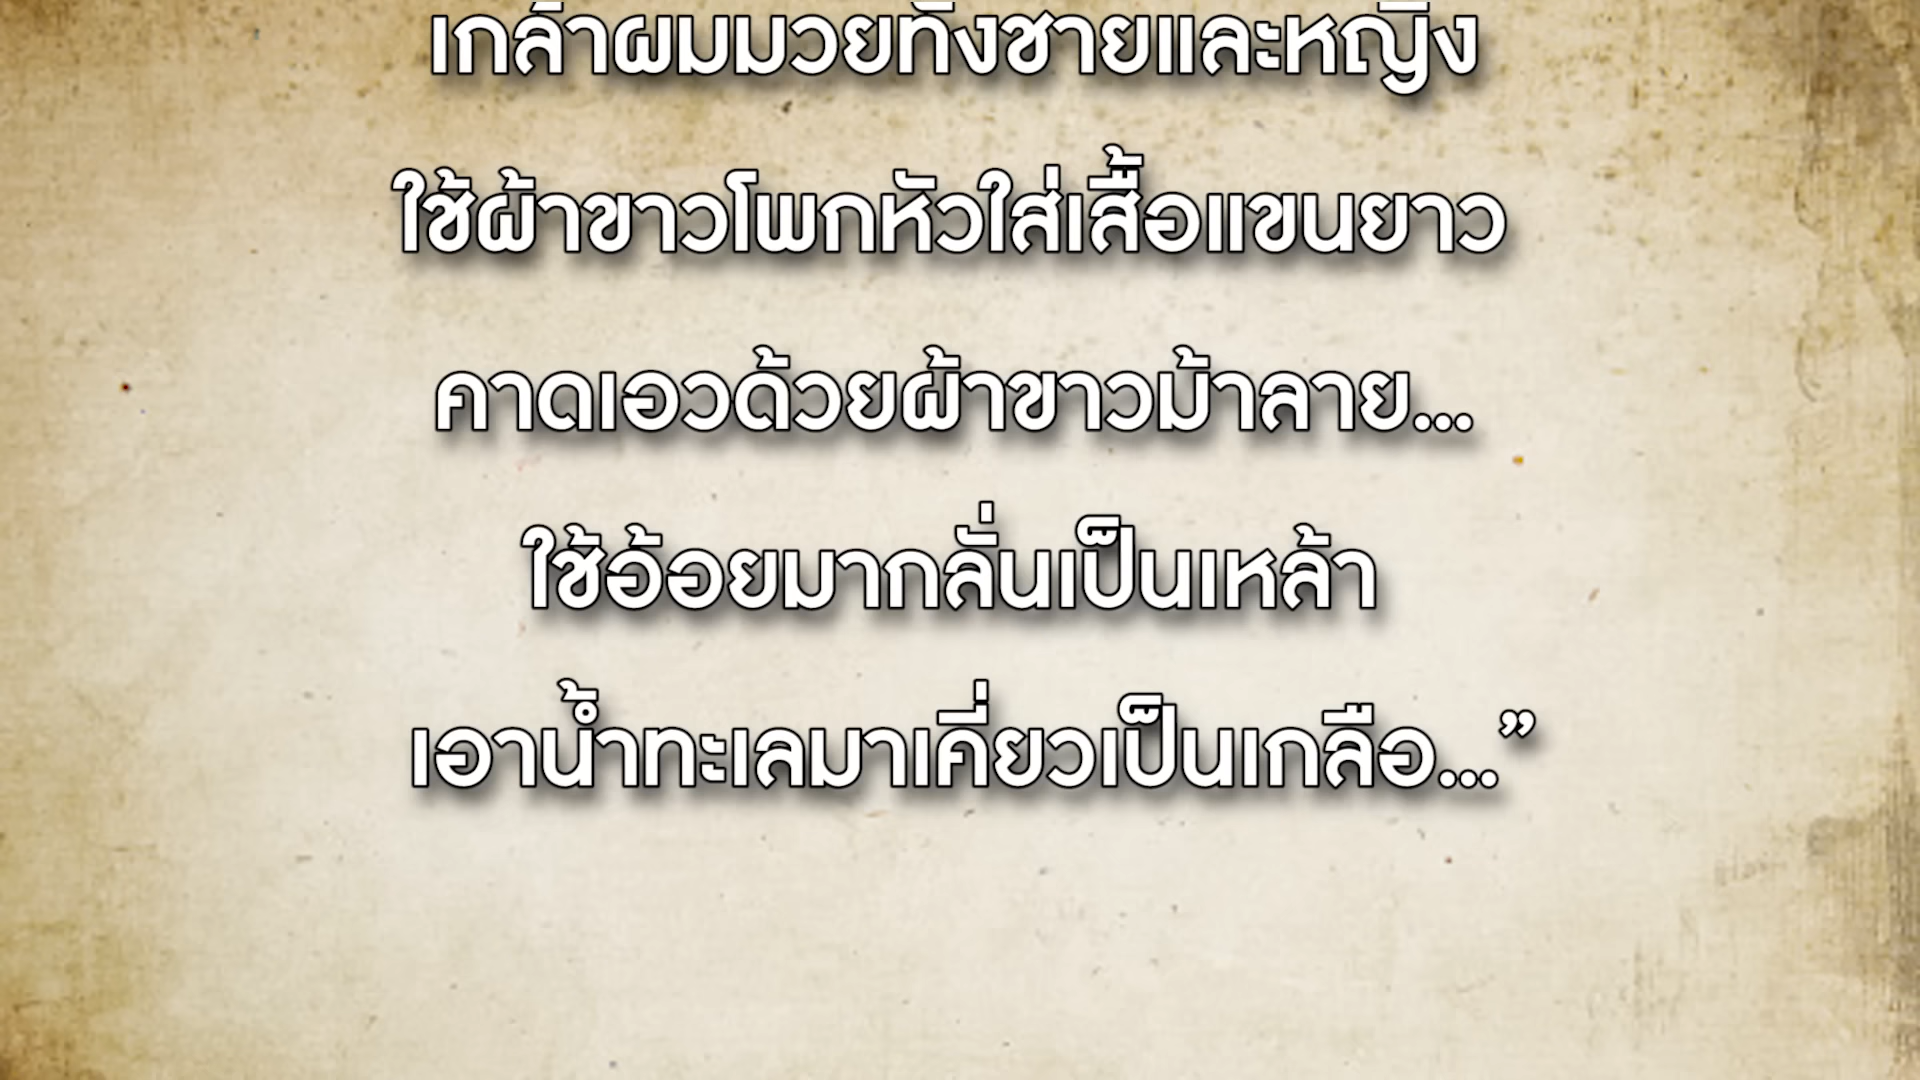 เกล้าผมมวยทั้งชายและหญิง
ใช้ผ้าขาวโพกหัวใส่เสื้อแขนยาว
คาดเอวด้วยผ้าขาวม้าลาย...
ใช้อ้อยมากลั่นเป็นเหล้า
เอาน้ำทะเลมาเคี่ยวเป็นเกลือ...”